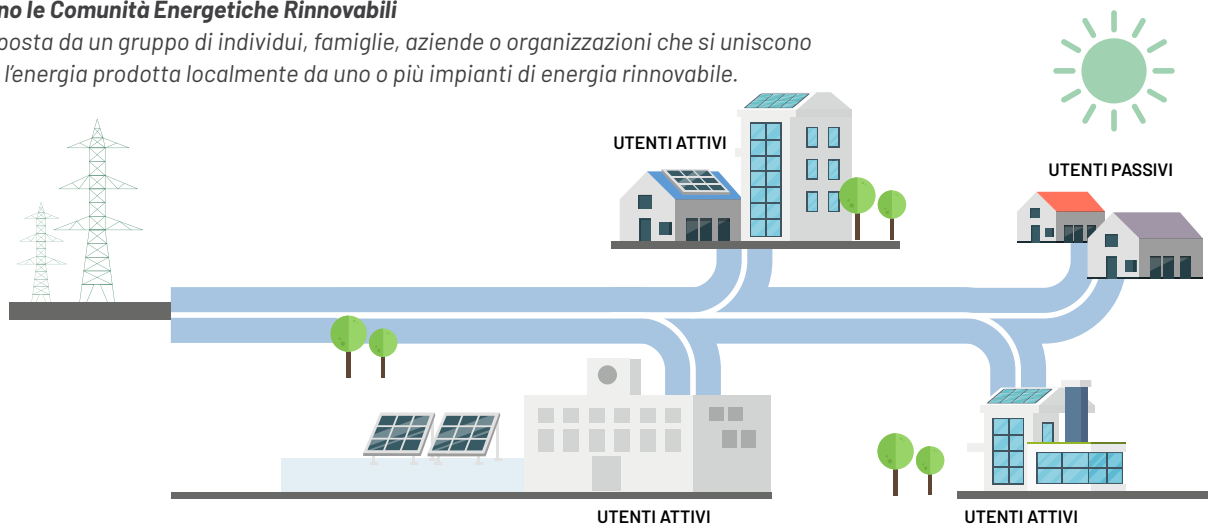 no le Comunità Energetiche Rinnovabili
posta da un gruppo di individui, famiglie, aziende o organizzazioni che si uniscono
l’energia prodotta localmente da uno o più impianti di energia rinnovabile.
UTENTI ATTIVI
UTENTI PASSIVI
UTENTI ATTIVI
UTENTI ATTIVI